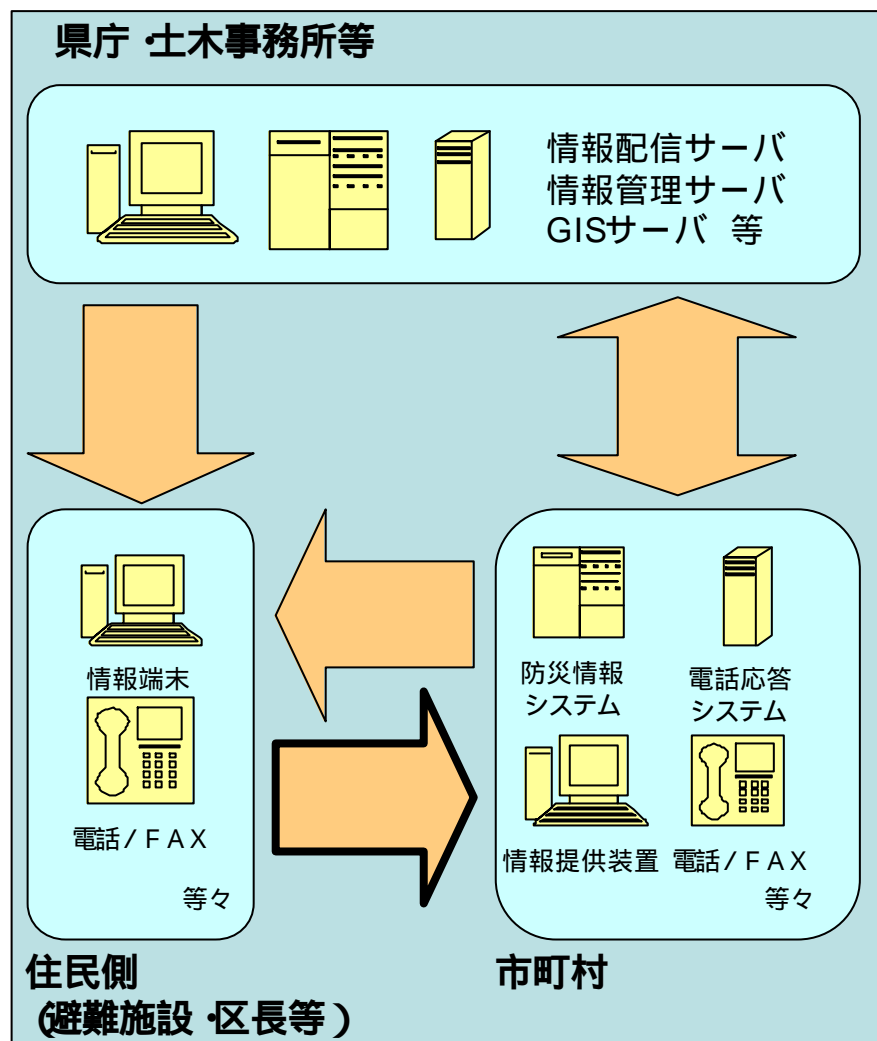 県庁・土木事務所等
情報配信サーバ
情報管理サーバ
GISサーバ 等
情報端末
電話/FAX
等々
住民側
(避難施設・区長等)
防災情報
システム
電話応答
システム
情報提供装置
電話/FAX
等々
市町村